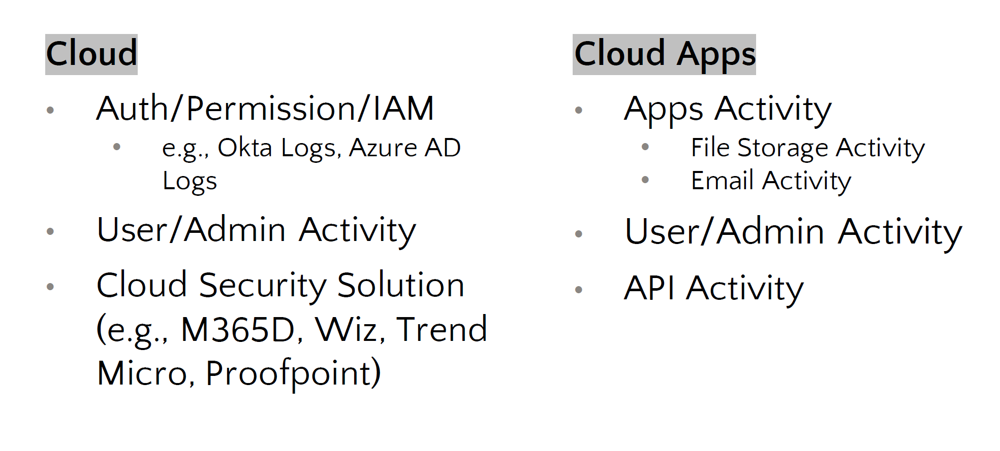 Cloud
• Auth/Permission/IAM
• e.g., Okta Logs, Azure AD
Logs
• User/Admin Activity
• Cloud Security Solution
(e.g., M365D, Wiz, Trend
Micro, Proofpoint)
Cloud Apps
• Apps Activity
• File Storage Activity
• Email Activity
• User/Admin Activity
• API Activity